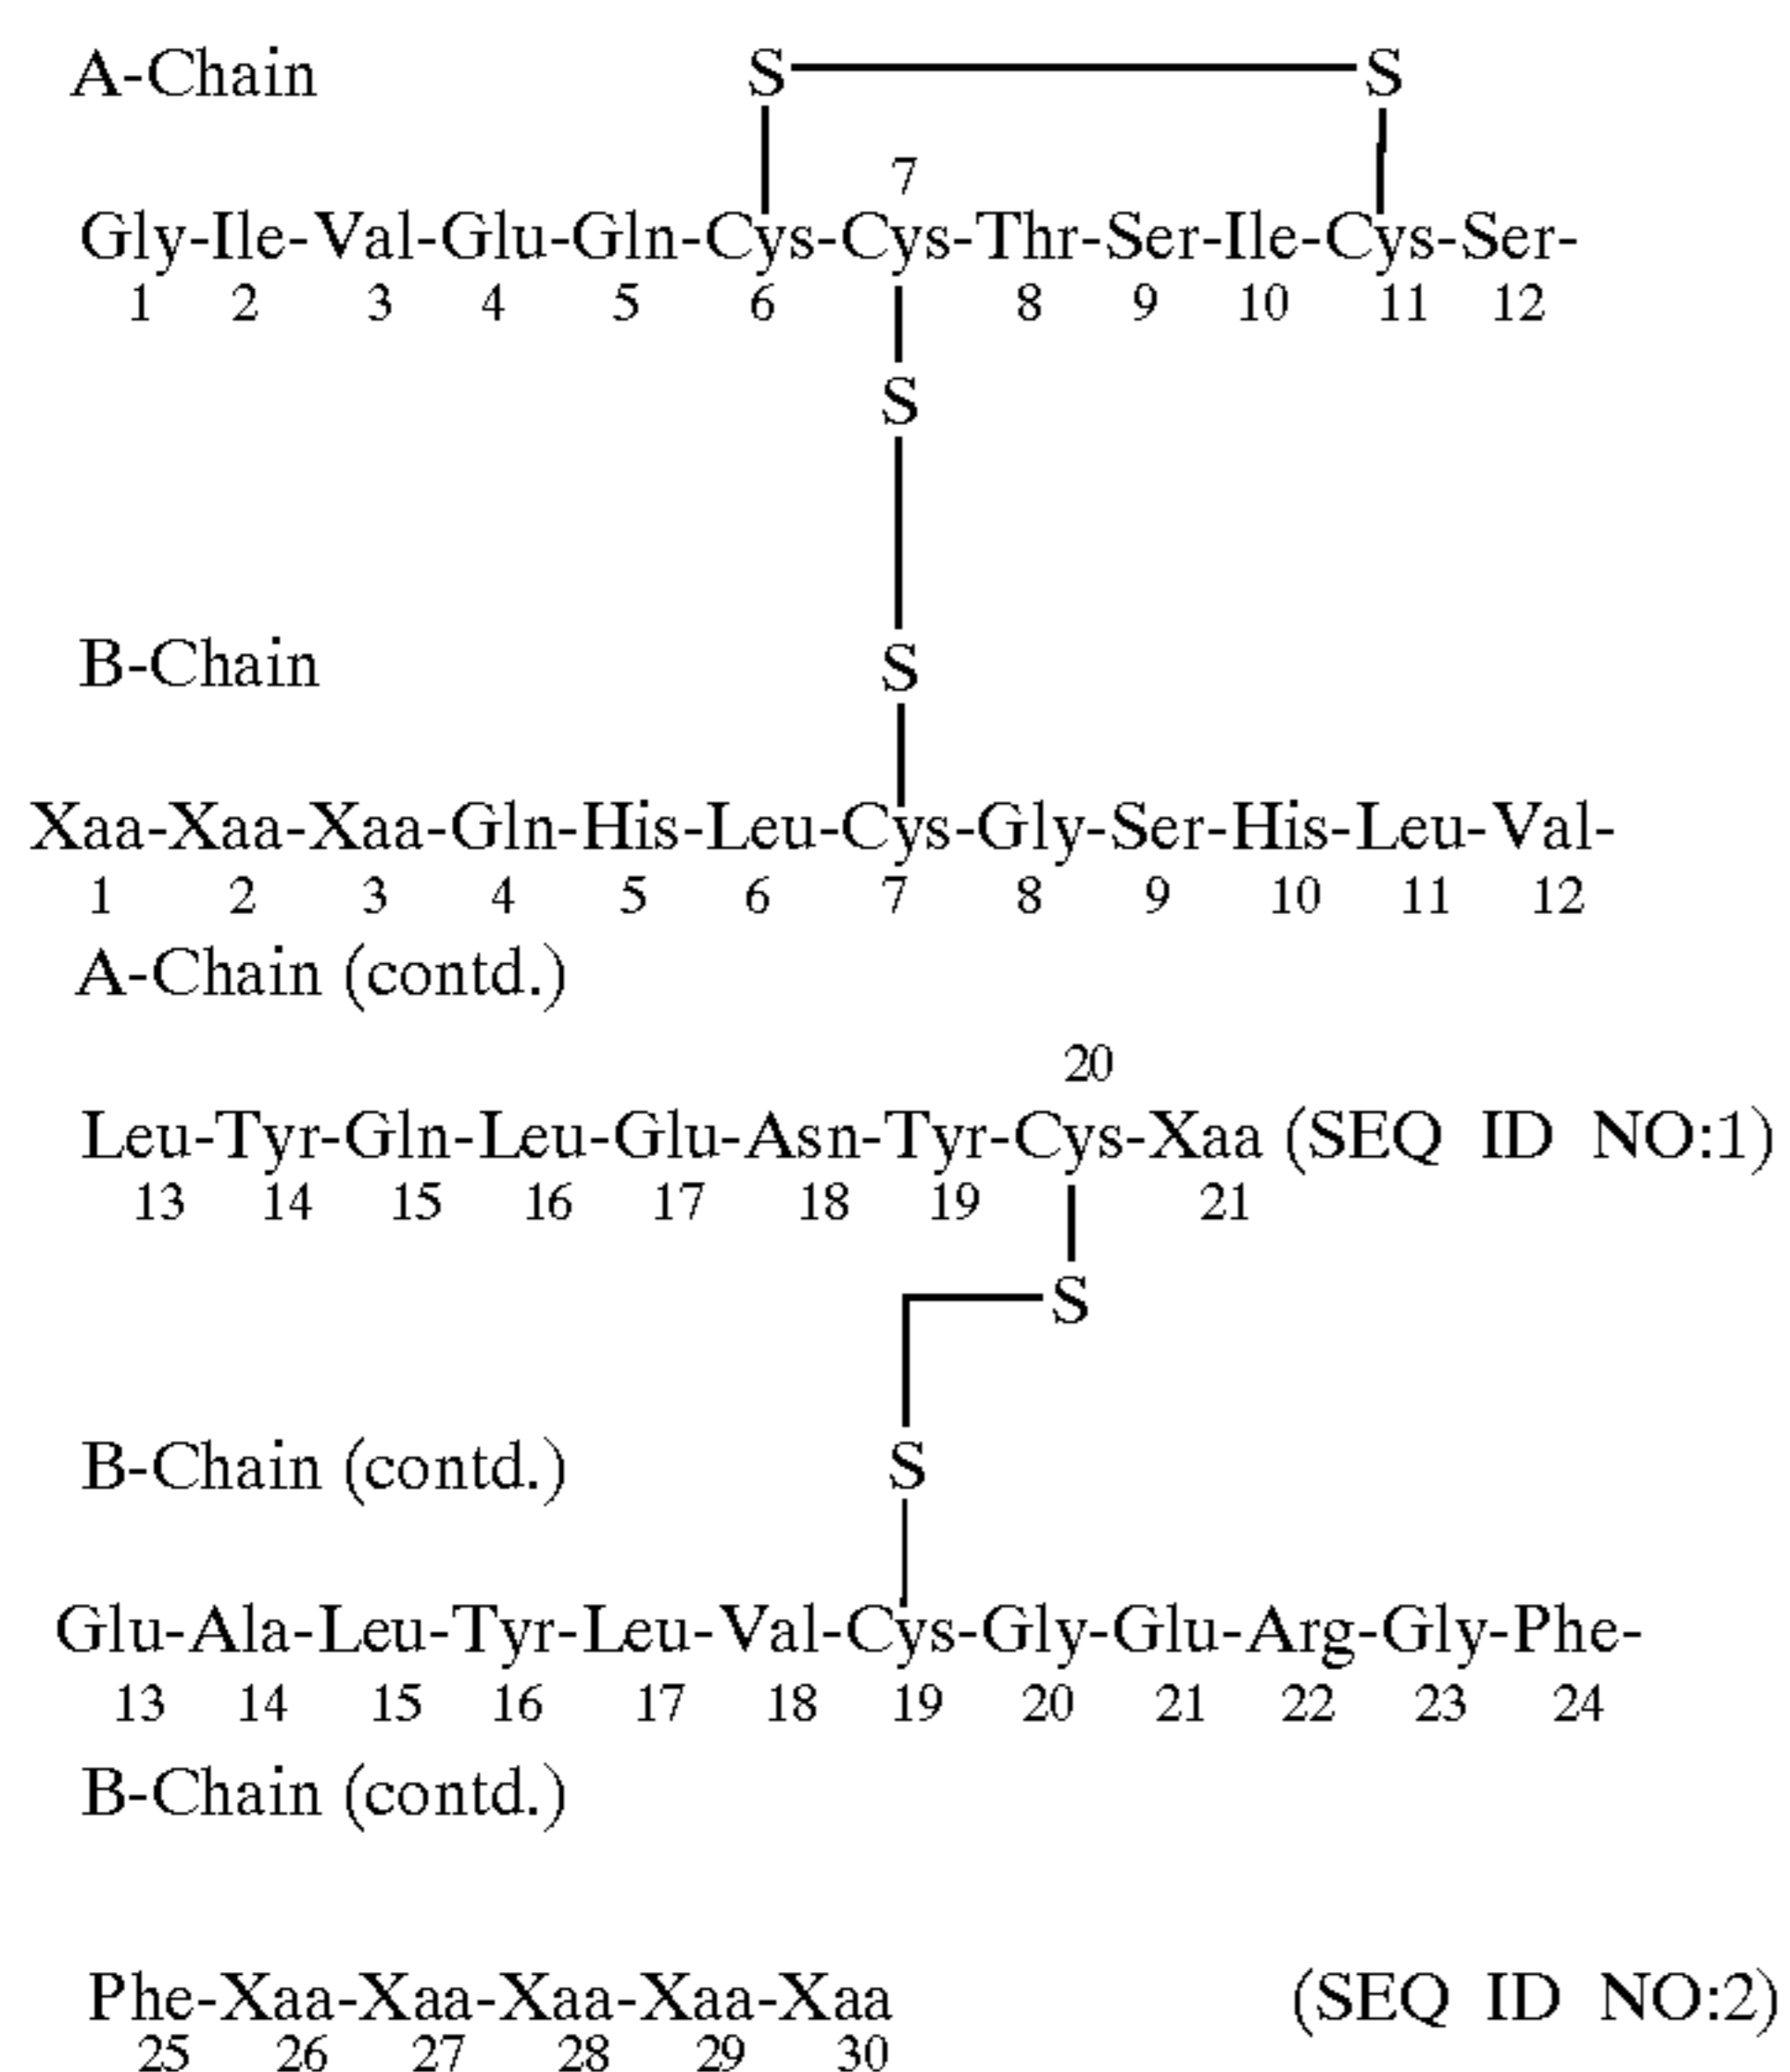 A-Chain
S S
7
Gly-Ile-Val-Glu-Gln-Cys-Cys-Thr-Ser-Ile-Cys-Ser-
1 2 3 4 5 6 8 9 10 11 12
S
B-Chain
S
Xaa-Xaa-Xaa-Gln-His-Leu-Cys-Gly-Ser-His-Leu-Val-
1 2 3 4 5 6 7 8 9 10 11 12
A-Chain (contd.)
20
Leu-Tyr-Gln-Leu-Glu-Asn-Tyr-Cys-Xaa (SEQ ID NO:1)
13 14 15 16 17 18 19 21
S
B-Chain (contd.)
S
Glu-Ala-Leu-Tyr-Leu-Val-Cys-Gly-Glu-Arg-Gly-Phe-
13 14 15 16 17 18 19 20 21 22 23 24
B-Chain (contd.)
Phe-Xaa-Xaa-Xaa-Xaa-Xaa (SEQ ID NO:2)
25 26 27 28 29 30